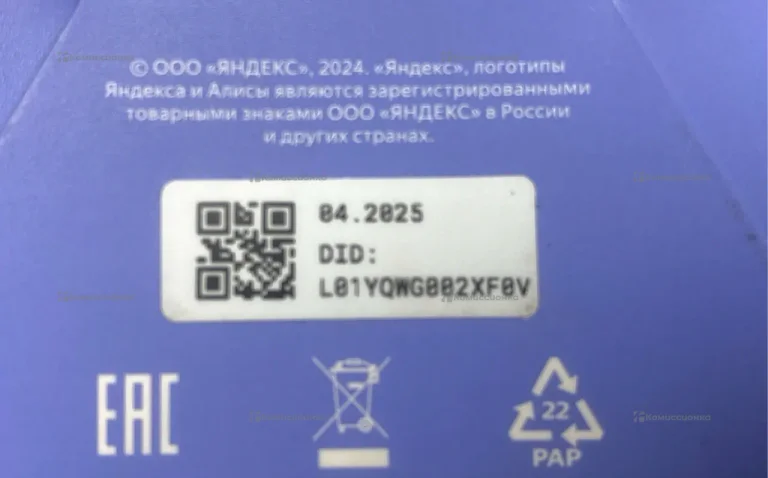 © ООО «ЯНДЕКС», 2024. «Яндекс», логотипы
Яндекса и Алисы являются зарегистрированными
товарными знаками ООО «ЯНДЕКС» в России
и других странах.
04.2025
DID:
L01YQWG002XF0V
EAC
22
PAP
Комиссионка